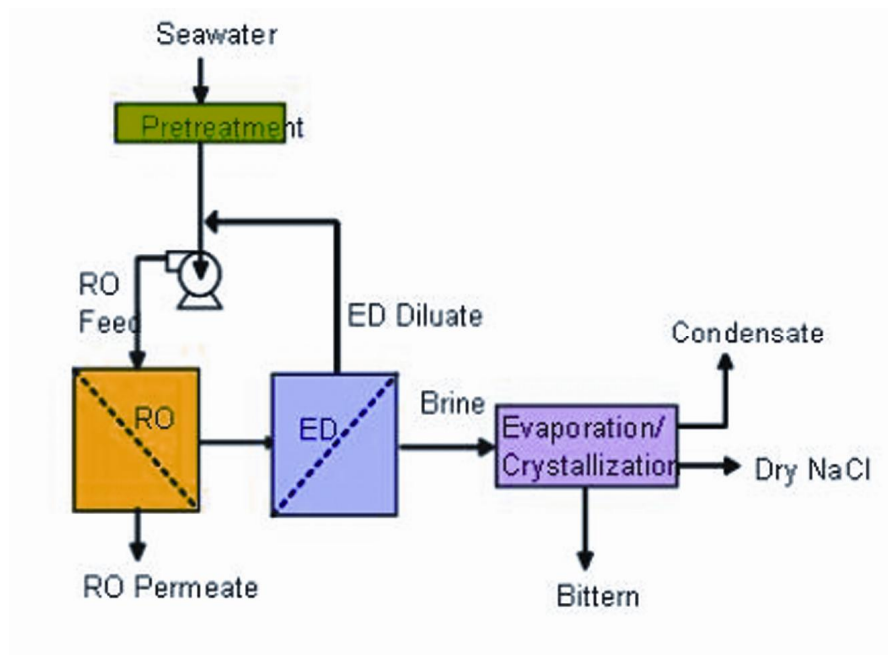 Seawater
Pretreatment
RO
Feed
ED Diluate
Condensate
RO
ED
Brine
Evaporation/
Crystallization
Dry NaCl
RO Permeate
Bittern